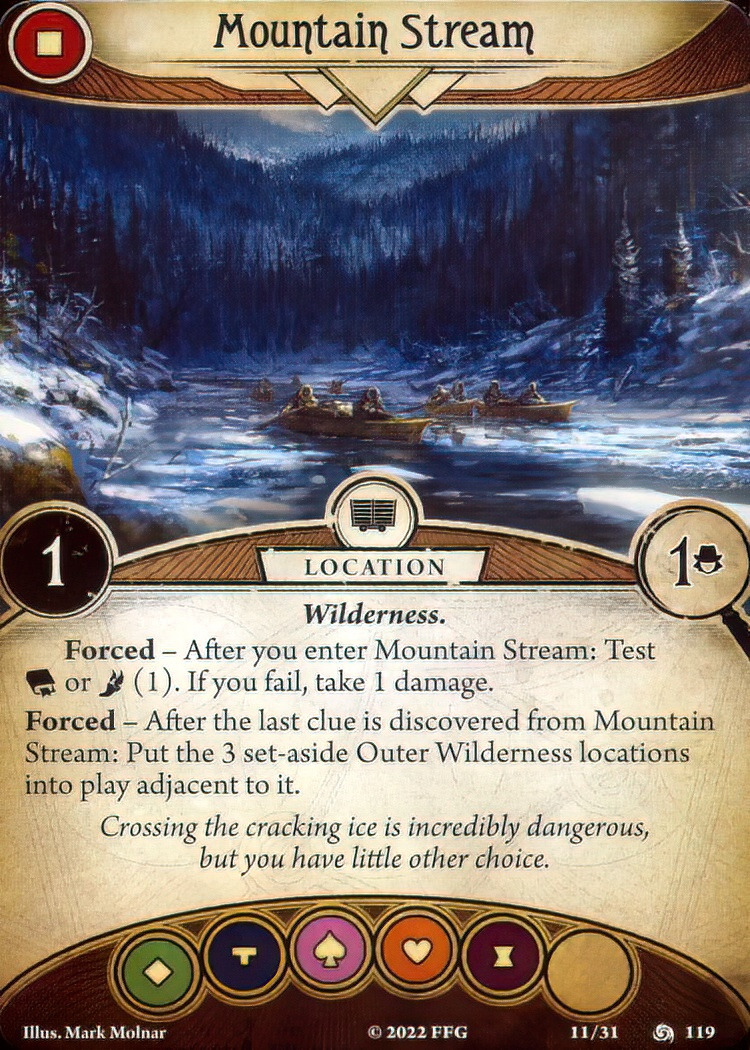 Mountain Stream
1
1
LOCATION
Wilderness.
Forced – After you enter Mountain Stream: Test
or (1). If you fail, take 1 damage.
Forced – After the last clue is discovered from Mountain
Stream: Put the 3 set-aside Outer Wilderness locations
into play adjacent to it.
Crossing the cracking ice is incredibly dangerous,
but you have little other choice.
Illus. Mark Molnar © 2022 FFG 11/31 119